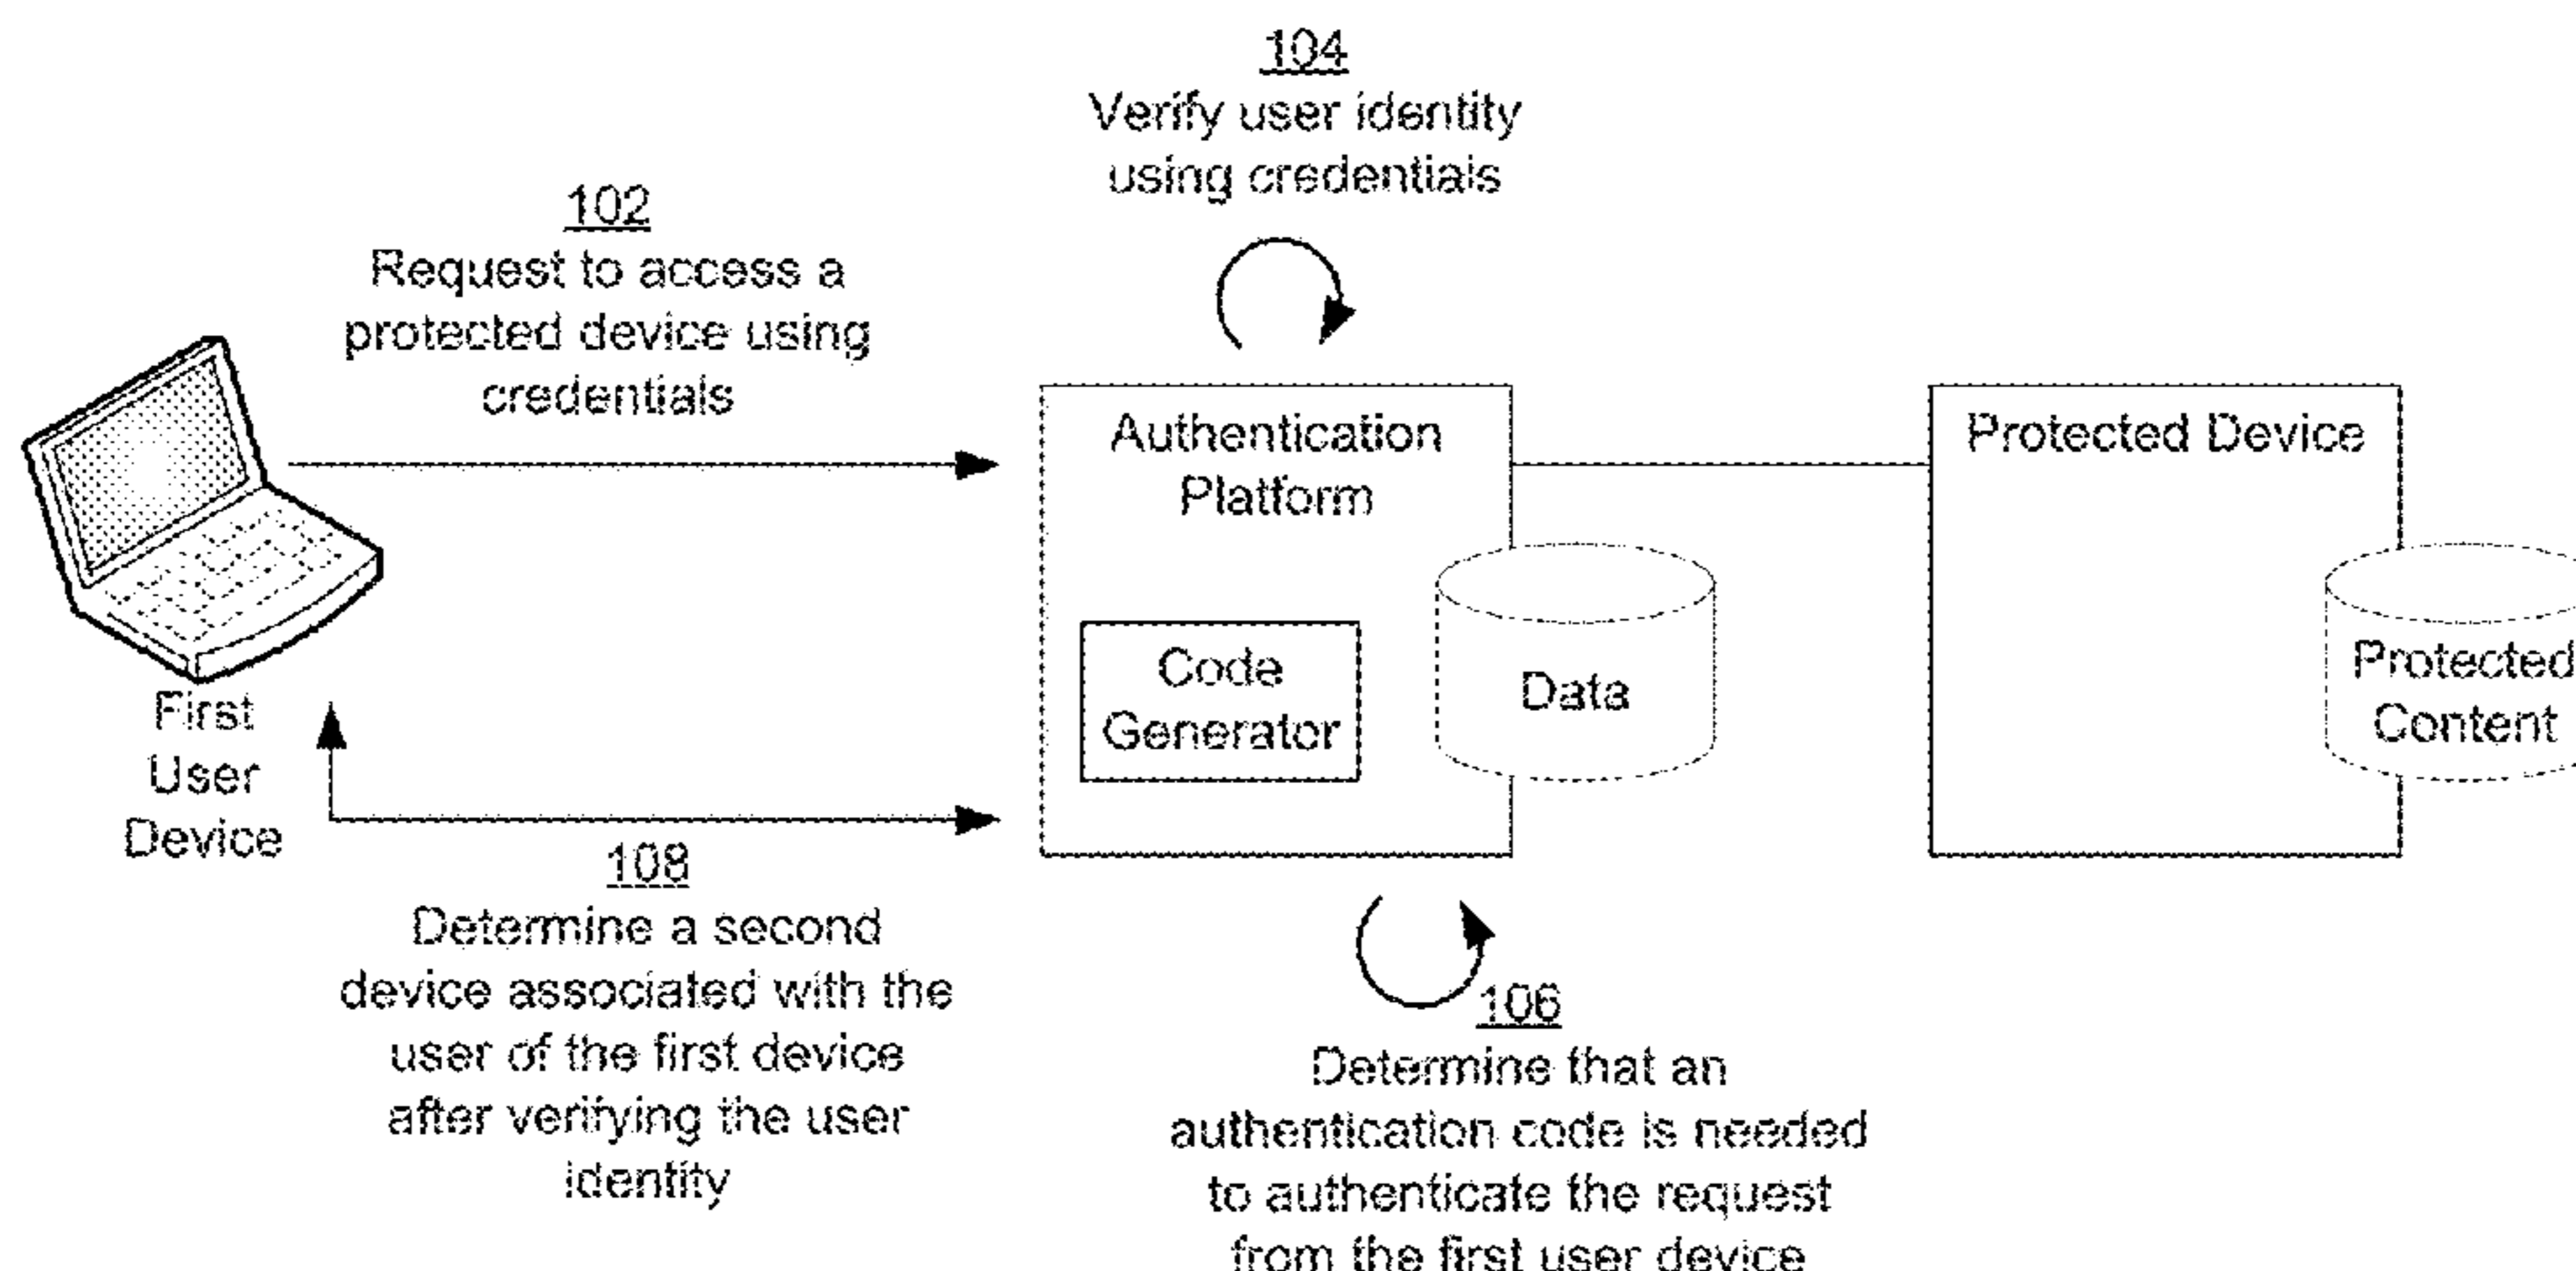 104
Verify user identity
using credentials
102
Request to access a
protected device using
credentials
Authentication
Platform
Protected Device
Code
Generator
Data
Protected
Content
First
User
Device
108
Determine a second
device associated with the
user of the first device
after verifying the user
identity
106
Determine that an
authentication code is needed
to authenticate the request
from the first user device